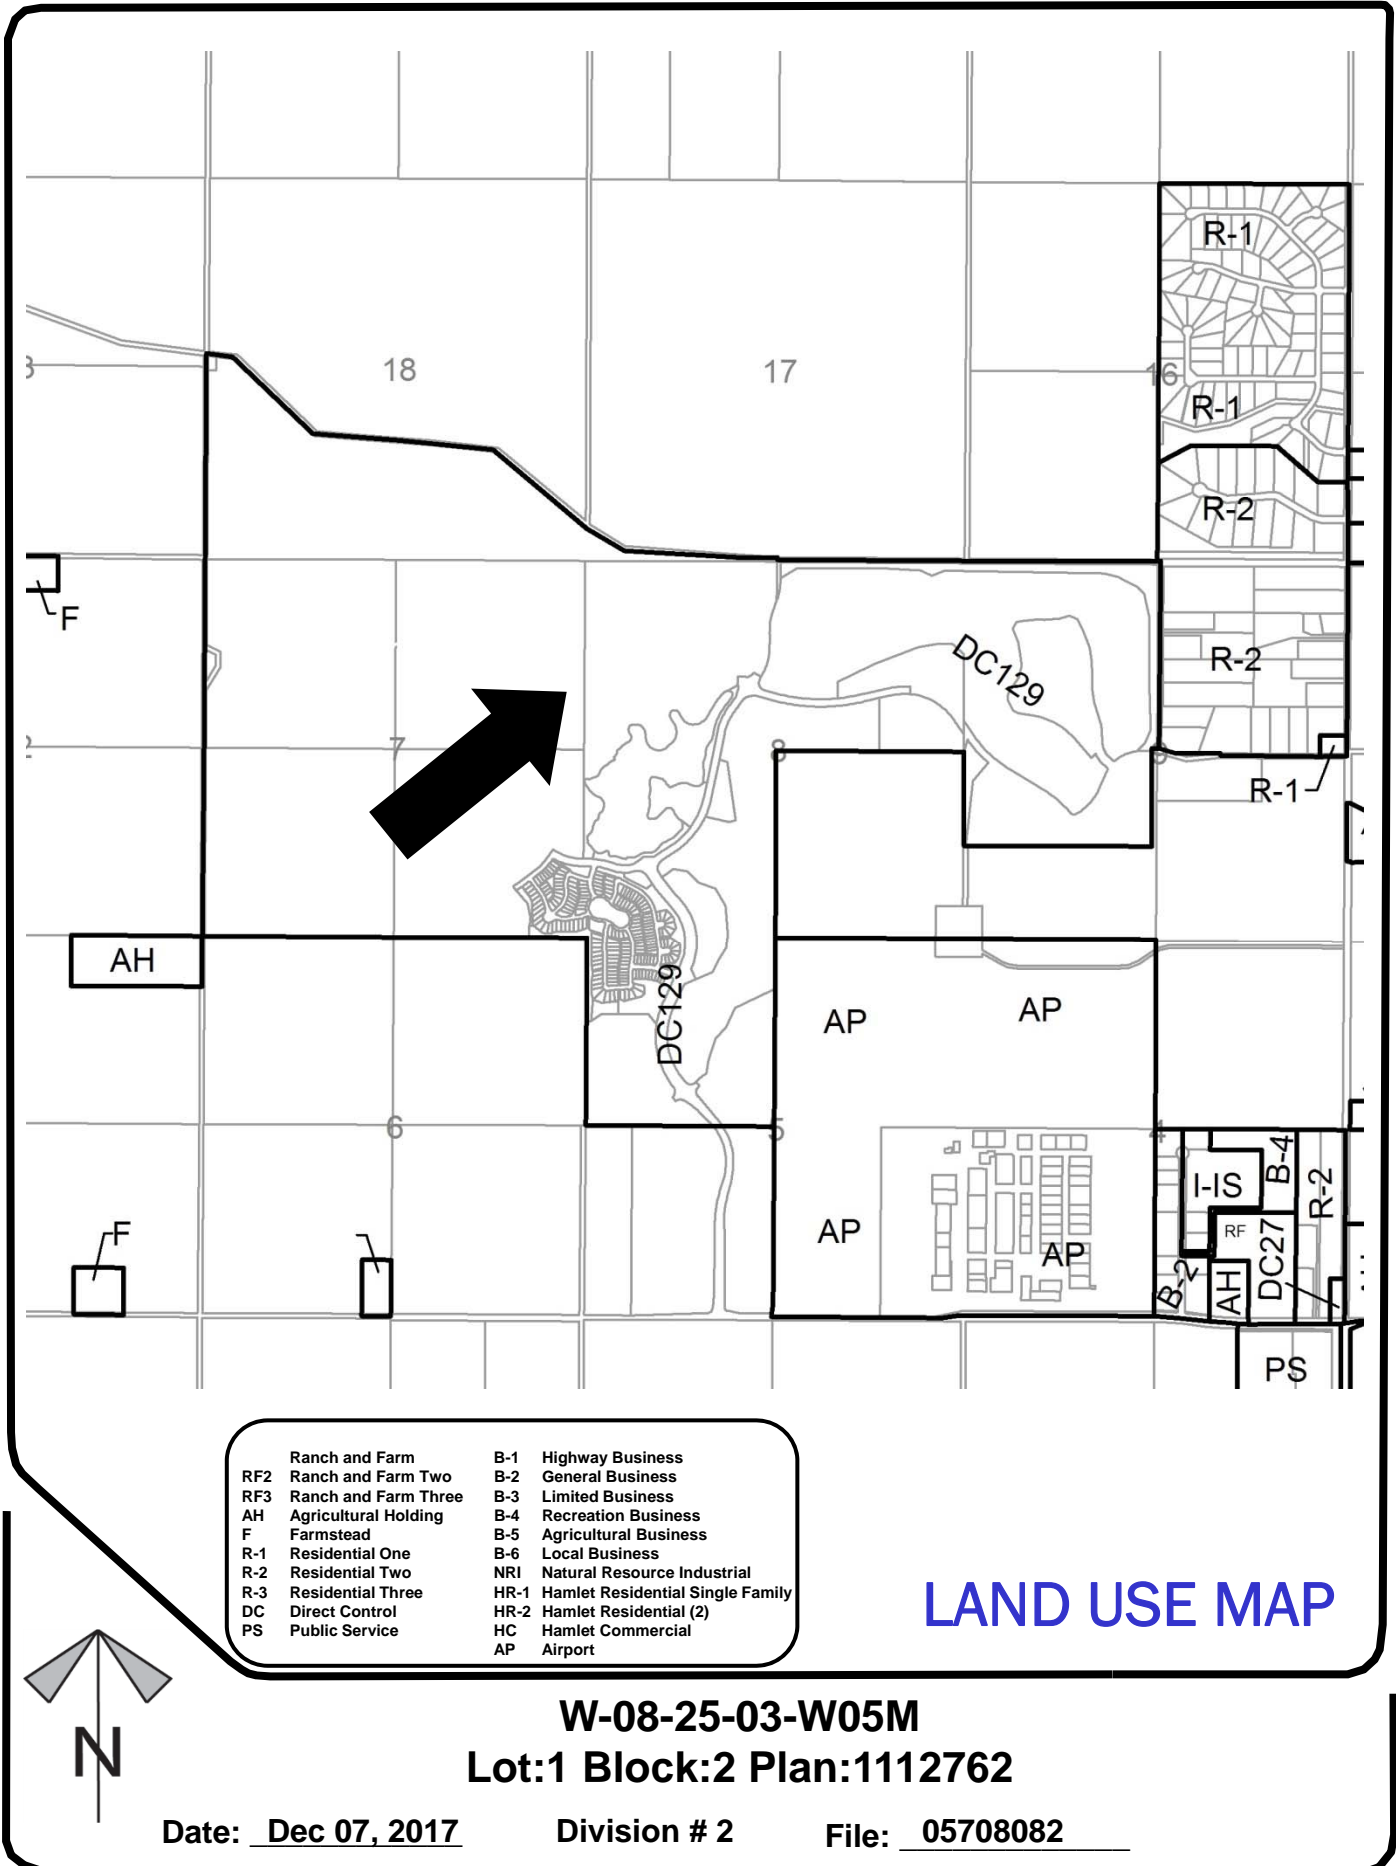 R-1
18
17
16
3
R-1
R-2
F
R-2
DC129
2
7
8
9
R-1
AH
DC129
AP
AP
6
5
4
B-4
I-IS
R-2
F
AP
RF
AP
DC27
B-2
AH
PS
Ranch and Farm
RF2 Ranch and Farm Two
RF3 Ranch and Farm Three
AH Agricultural Holding
F Farmstead
R-1 Residential One
R-2 Residential Two
R-3 Residential Three
DC Direct Control
PS Public Service
B-1 Highway Business
B-2 General Business
B-3 Limited Business
B-4 Recreation Business
B-5 Agricultural Business
B-6 Local Business
NRI Natural Resource Industrial
HR-1 Hamlet Residential Single Family
HR-2 Hamlet Residential (2)
HC Hamlet Commercial
AP Airport
LAND USE MAP
N
W-08-25-03-W05M
Lot:1 Block:2 Plan:1112762
Date: Dec 07, 2017 Division # 2 File: 05708082